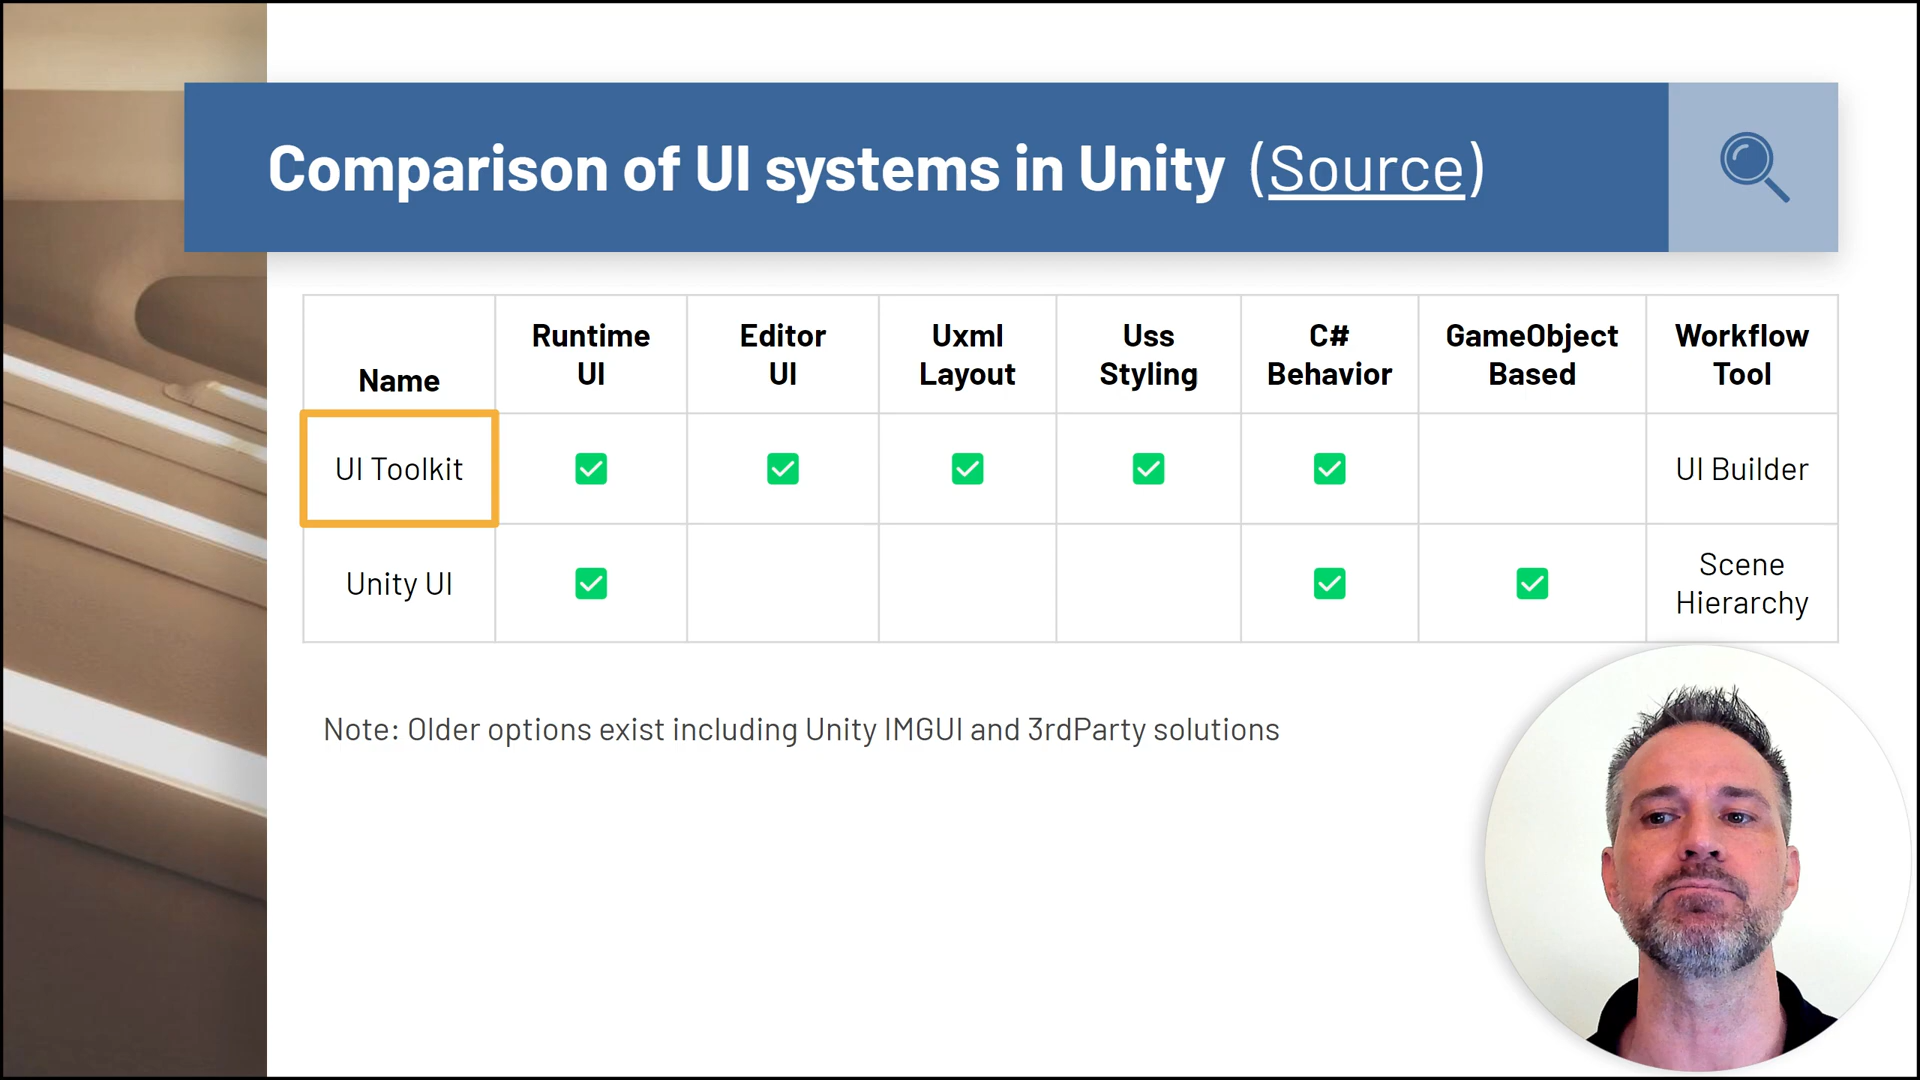 Comparison of UI systems in Unity (Source)
Name
Runtime UI
Editor UI
Uxml Layout
Uss Styling
C# Behavior
GameObject Based
Workflow Tool
UI Toolkit
UI Builder
Unity UI
Scene Hierarchy
Note: Older options exist including Unity IMGUI and 3rdParty solutions